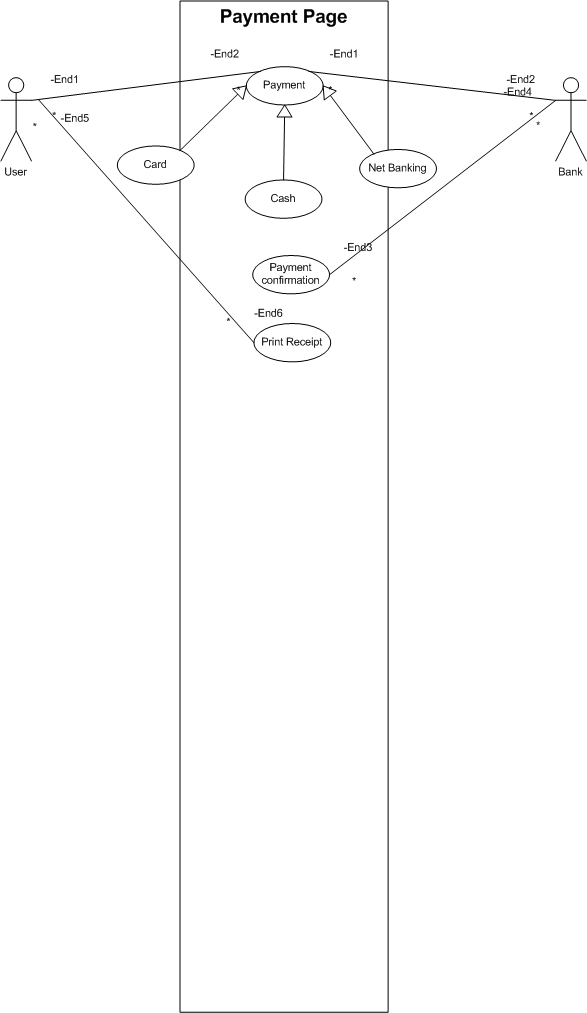 Payment Page
-End2
-End1
-End1
Payment
-End2
-End4
*
*
*
*
*
*
-End5
Card
Net Banking
User
Bank
Cash
-End3
Payment
confirmation
*
-End6
*
Print Receipt